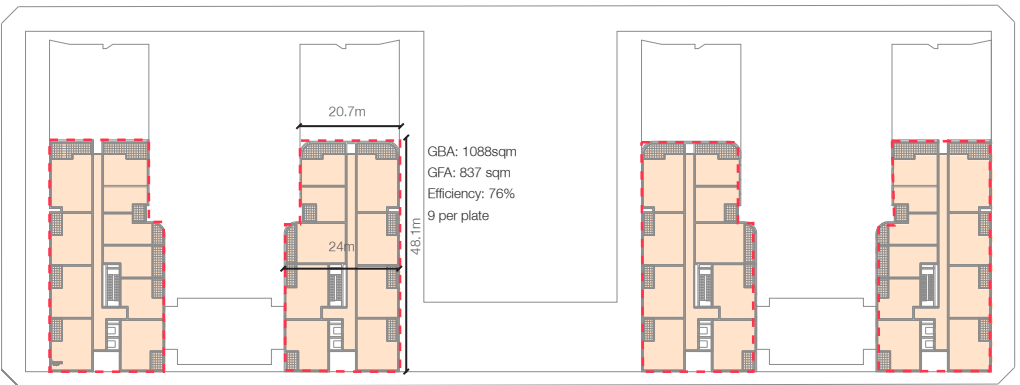 20.7m
GBA: 1088sqm
GFA: 837 sqm
Efficiency: 76%
9 per plate
48.1m
24m